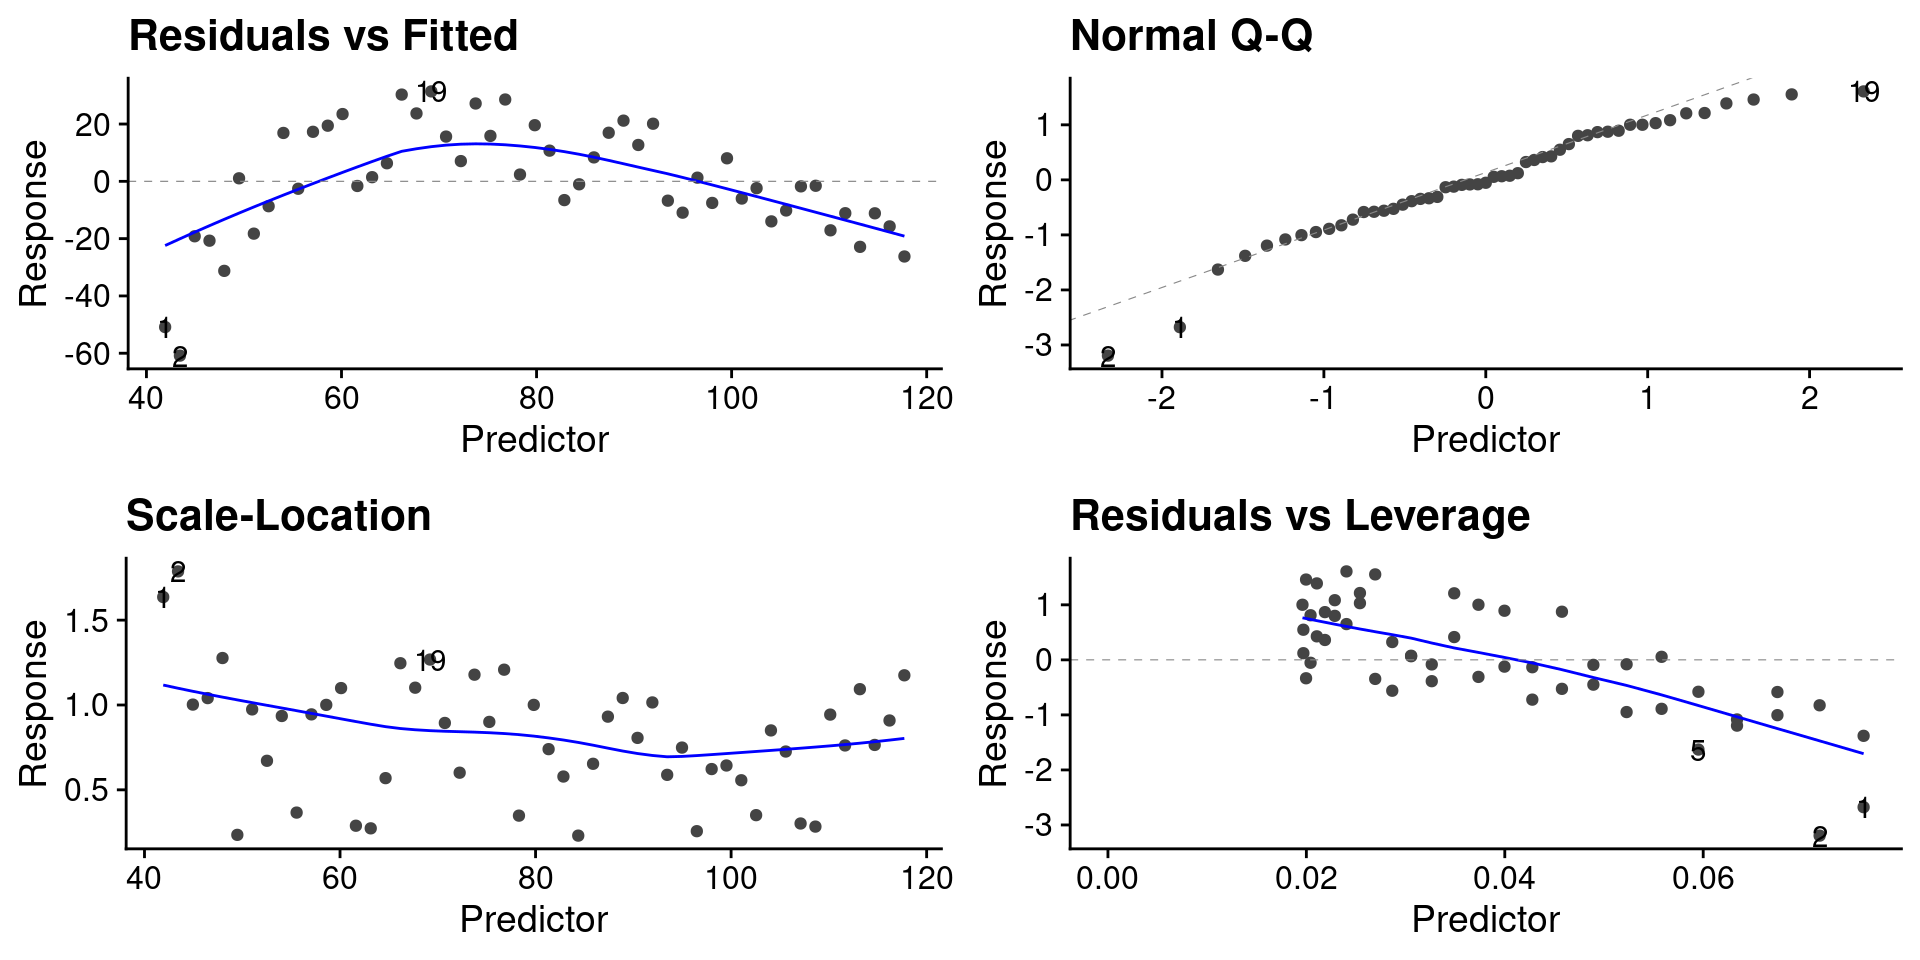 Residuals vs Fitted
19
20
0
-20
-40
-60
1
2
40 60 80 100 120
Predictor
Response
Normal Q-Q
19
1
0
-1
-2
-3
1
2
-2 -1 0 1 2
Predictor
Response
Scale-Location
2
1
19
1.5
1.0
0.5
40 60 80 100 120
Predictor
Response
Residuals vs Leverage
1
0
-1
-2
-3
5
1
2
0.00 0.02 0.04 0.06
Predictor
Response